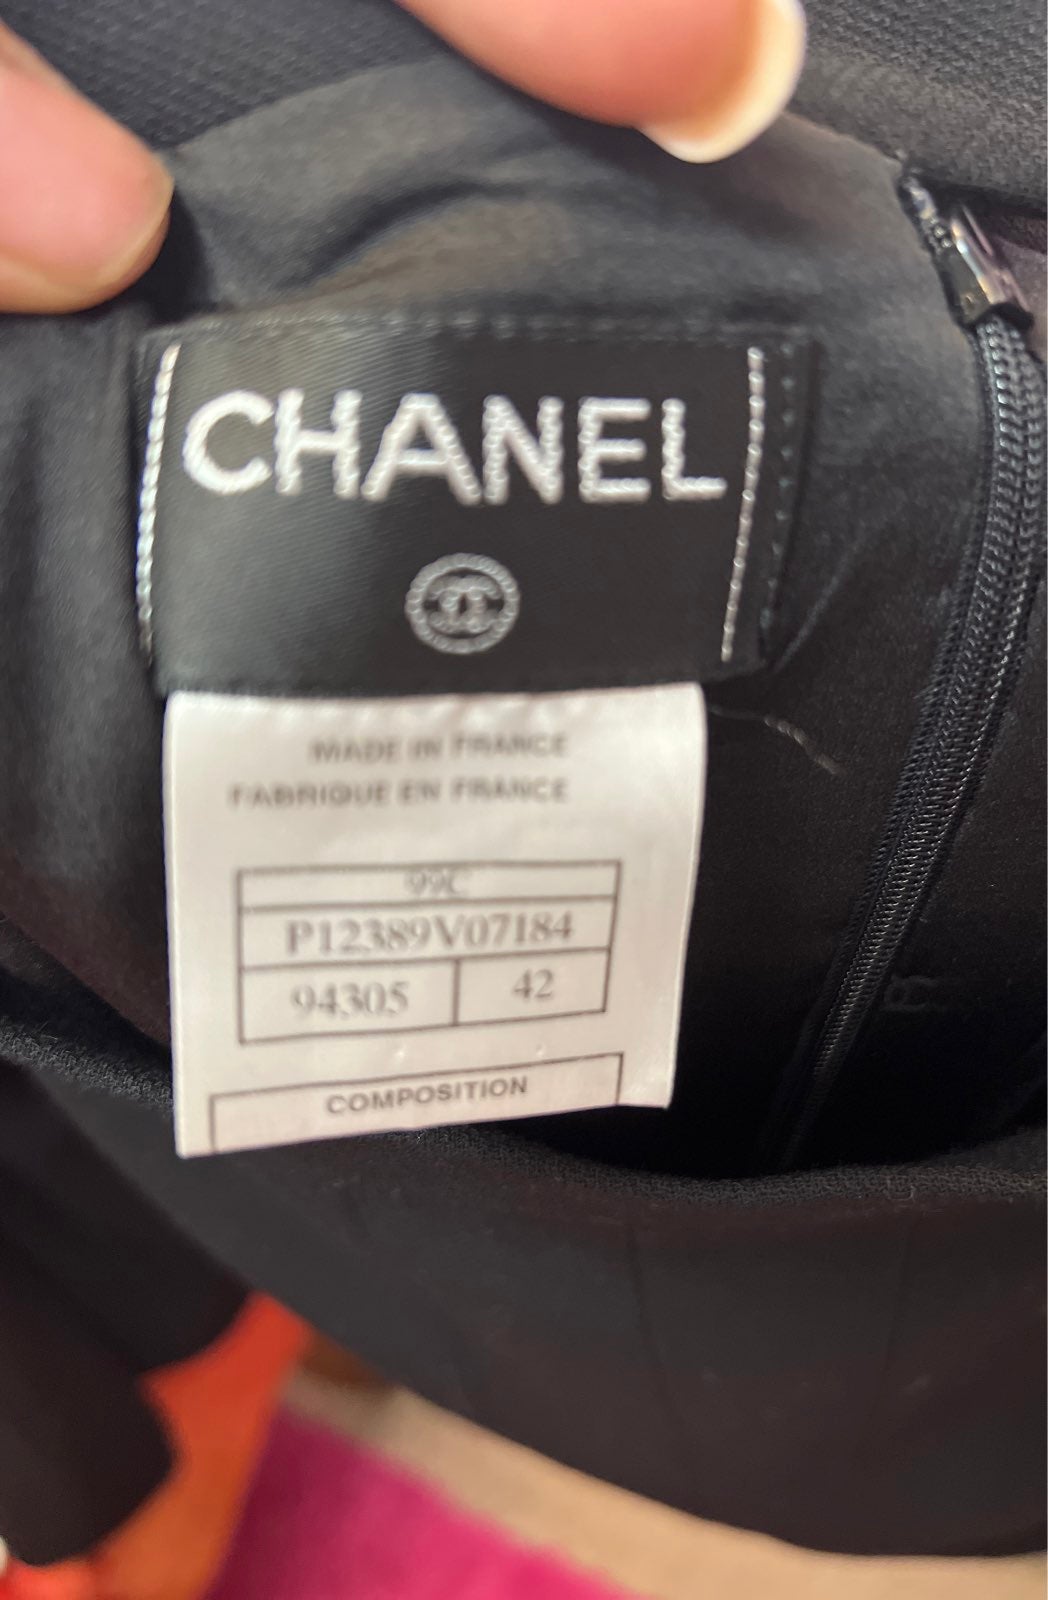 CHANEL
MADE IN FRANCE
FABRIQUE EN FRANCE
99C
P12389V07184
94305 42
COMPOSITION